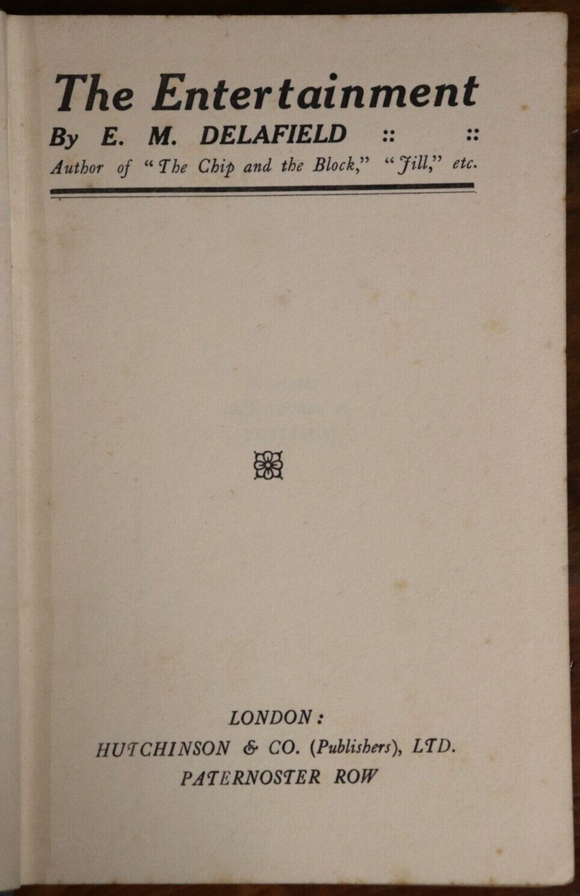 The Entertainment
By E. M. DELAFIELD :: ::
Author of “The Chip and the Block,” “Jill,” etc.
LONDON:
HUTCHINSON & CO. (Publishers), LTD.
PATERNOSTER ROW